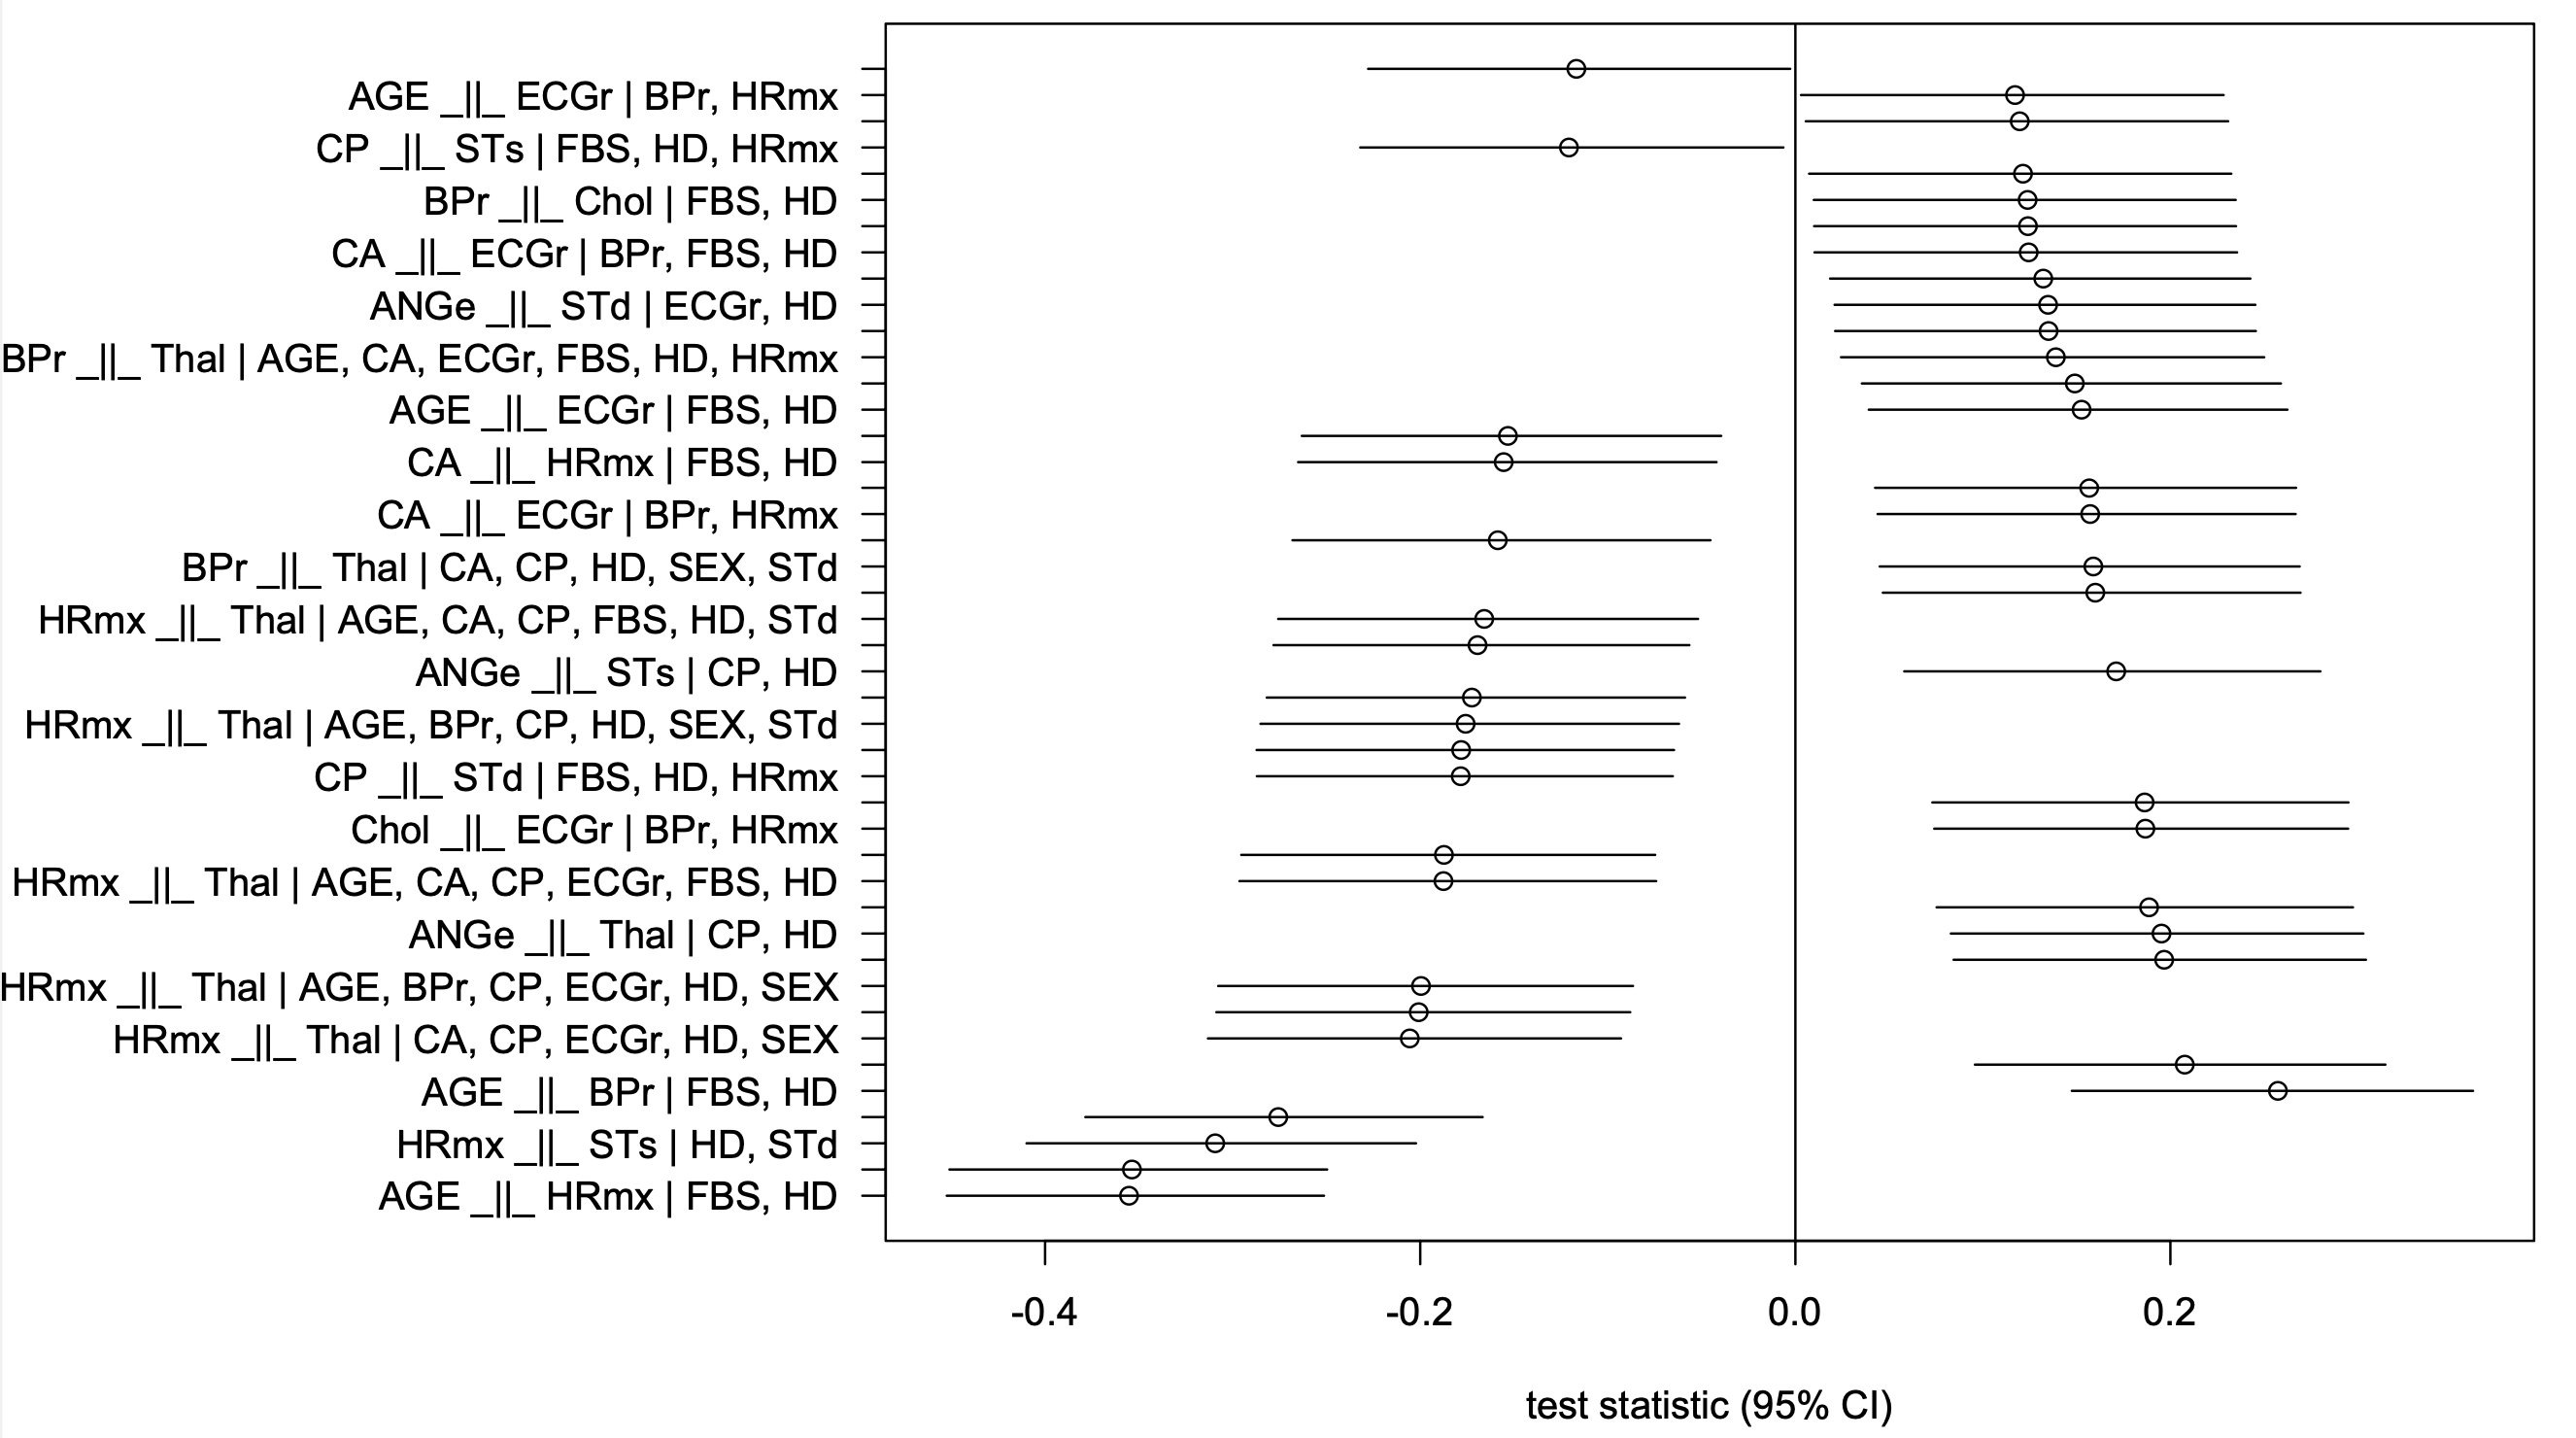 AGE _||_ ECGr | BPr, HRmx
CP _||_ STs | FBS, HD, HRmx
BPr _||_ Chol | FBS, HD
CA _||_ ECGr | BPr, FBS, HD
ANGe _||_ STd | ECGr, HD
BPr _||_ Thal | AGE, CA, ECGr, FBS, HD, HRmx
AGE _||_ ECGr | FBS, HD
CA _||_ HRmx | FBS, HD
CA _||_ ECGr | BPr, HRmx
BPr _||_ Thal | CA, CP, HD, SEX, STd
HRmx _||_ Thal | AGE, CA, CP, FBS, HD, STd
ANGe _||_ STs | CP, HD
HRmx _||_ Thal | AGE, BPr, CP, HD, SEX, STd
CP _||_ STd | FBS, HD, HRmx
Chol _||_ ECGr | BPr, HRmx
HRmx _||_ Thal | AGE, CA, CP, ECGr, FBS, HD
ANGe _||_ Thal | CP, HD
HRmx _||_ Thal | AGE, BPr, CP, ECGr, HD, SEX
HRmx _||_ Thal | CA, CP, ECGr, HD, SEX
AGE _||_ BPr | FBS, HD
HRmx _||_ STs | HD, STd
AGE _||_ HRmx | FBS, HD
-0.4 -0.2 0.0 0.2
test statistic (95% CI)